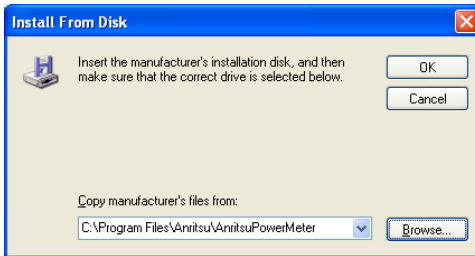 Install From Disk
Insert the manufacturer's installation disk, and then
make sure that the correct drive is selected below.
OK
Cancel
Copy manufacturer's files from:
C:\Program Files\Anritsu\AnritsuPowerMeter
Browse...